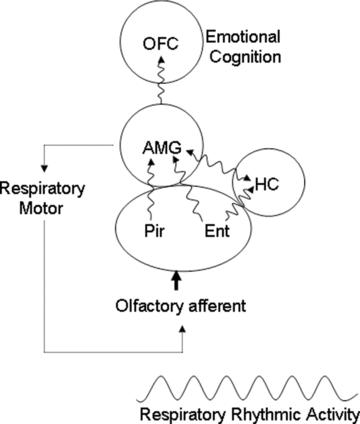 OFC
Emotional
Cognition
AMG
HC
Respiratory
Motor
Pir
Ent
Olfactory afferent
Respiratory Rhythmic Activity